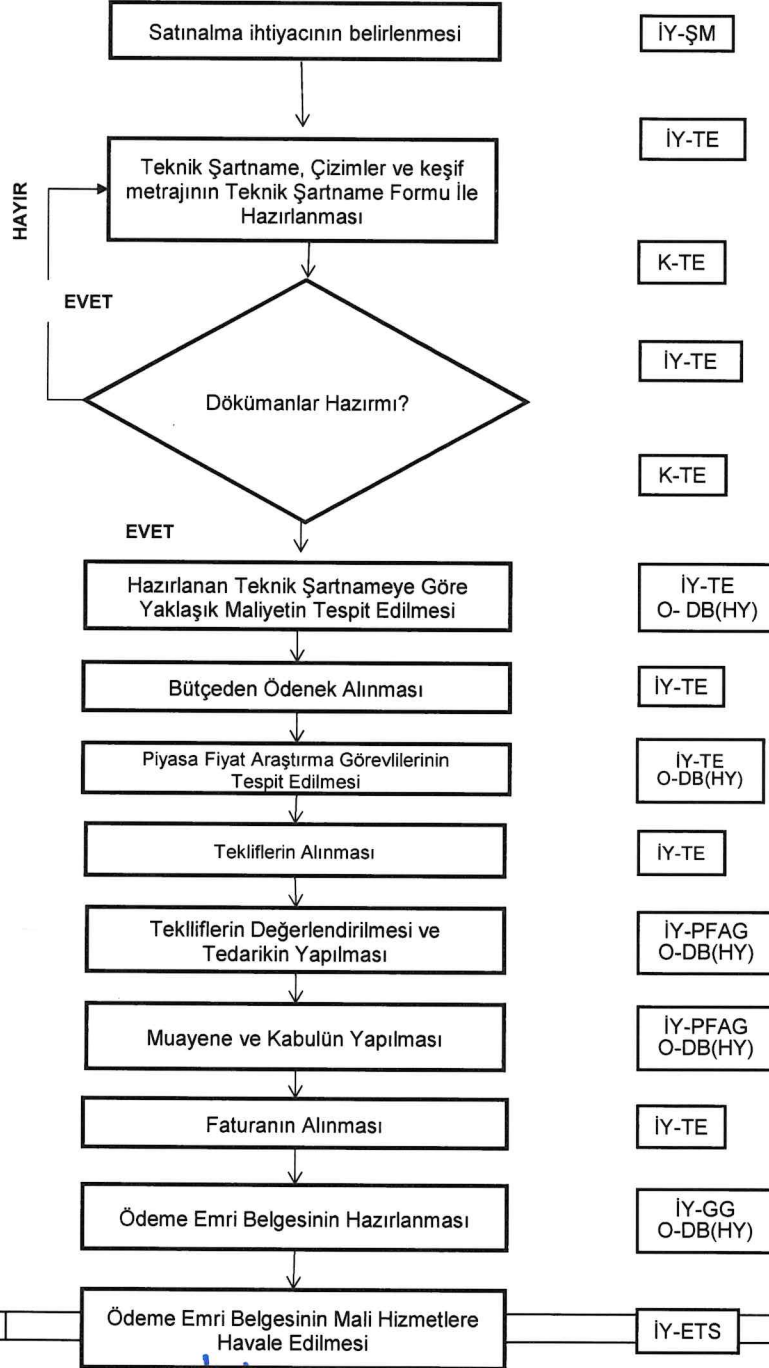 Satınalma ihtiyacının belirlenmesi
İY-ŞM
İY-TE
Teknik Şartname, Çizimler ve keşif
metrajının Teknik Şartname Formu İle
Hazırlanması
HAYIR
K-TE
EVET
İY-TE
Dökümanlar Hazırmı?
K-TE
EVET
Hazırlanan Teknik Şartnameye Göre
Yaklaşık Maliyetin Tespit Edilmesi
İY-TE
O- DB(HY)
Bütçeden Ödenek Alınması
İY-TE
Piyasa Fiyat Araştırma Görevlilerinin
Tespit Edilmesi
İY-TE
O-DB(HY)
Tekliflerin Alınması
İY-TE
Teklliflerin Değerlendirilmesi ve
Tedarikin Yapılması
İY-PFAG
O-DB(HY)
Muayene ve Kabulün Yapılması
İY-PFAG
O-DB(HY)
Faturanın Alınması
İY-TE
Ödeme Emri Belgesinin Hazırlanması
İY-GG
O-DB(HY)
Ödeme Emri Belgesinin Mali Hizmetlere
Havale Edilmesi
İY-ETS